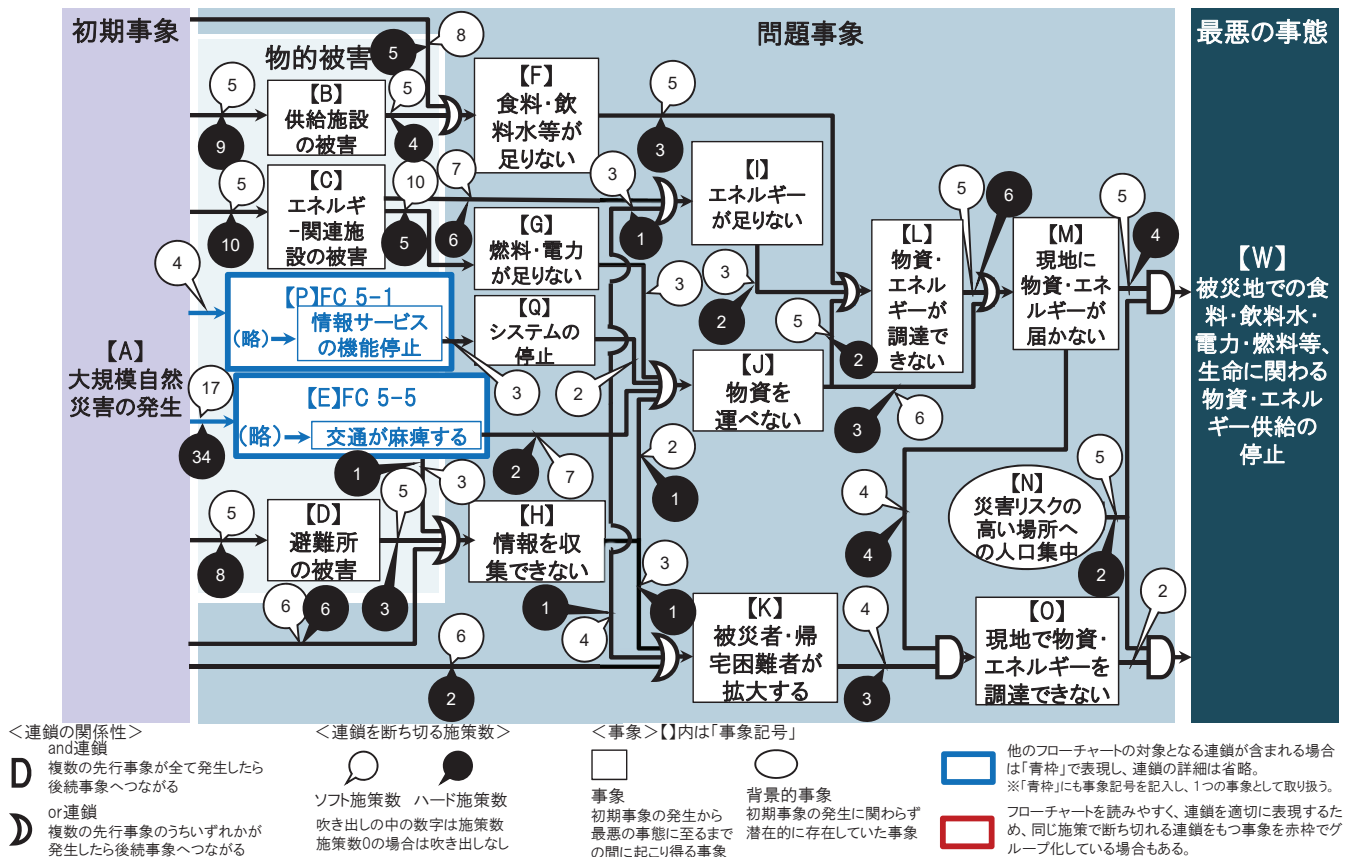 初期事象
物的被害
問題事象
最悪の事態
5
8
5
9
【B】
供給施設
の被害
5
4
【F】
食料・飲
料水等が
足りない
5
3
5
10
【C】
エネルギ
-関連施
設の被害
10
5
7
6
3
1
【I】
エネルギー
が足りない
【G】
燃料・電力
が足りない
3
3
2
【L】
物資・
エネル
ギーが
調達で
きない
5
6
【M】
現地に
物資・エネ
ルギーが
届かない
5
4
4
【P】FC 5-1
(略)
情報サービス
の機能停止
3
【Q】
システムの
停止
2
5
2
【J】
物資を
運べない
3
6
【A】
大規模自然
災害の発生
17
34
【E】FC 5-5
(略)
交通が麻痺する
2
7
1
3
2
1
【W】
被災地での食
料・飲料水・
電力・燃料等、
生命に関わる
物資・エネル
ギー供給の
停止
5
8
【D】
避難所
の被害
5
3
【H】
情報を収
集できない
3
1
1
4
4
4
【N】
災害リスクの
高い場所へ
の人口集中
5
2
6
6
6
2
【K】
被災者・帰
宅困難者が
拡大する
4
3
【O】
現地で物資・
エネルギーを
調達できない
2
＜連鎖の関係性＞
and連鎖
複数の先行事象が全て発生したら
後続事象へつながる
or連鎖
複数の先行事象のうちいずれかが
発生したら後続事象へつながる
＜連鎖を断ち切る施策数＞
ソフト施策数 ハード施策数
吹き出しの中の数字は施策数
施策数0の場合は吹き出しなし
＜事象＞【】内は「事象記号」
事象
初期事象の発生から
最悪の事態に至るまで
の間に起こり得る事象
背景的事象
初期事象の発生に関わらず
潜在的に存在していた事象
他のフローチャートの対象となる連鎖が含まれる場合
は「青枠」で表現し、連鎖の詳細は省略。
※「青枠」にも事象記号を記入し、1つの事象として取り扱う。
フローチャートを読みやすく、連鎖を適切に表現するた
め、同じ施策で断ち切れる連鎖をもつ事象を赤枠でグ
ループ化している場合もある。